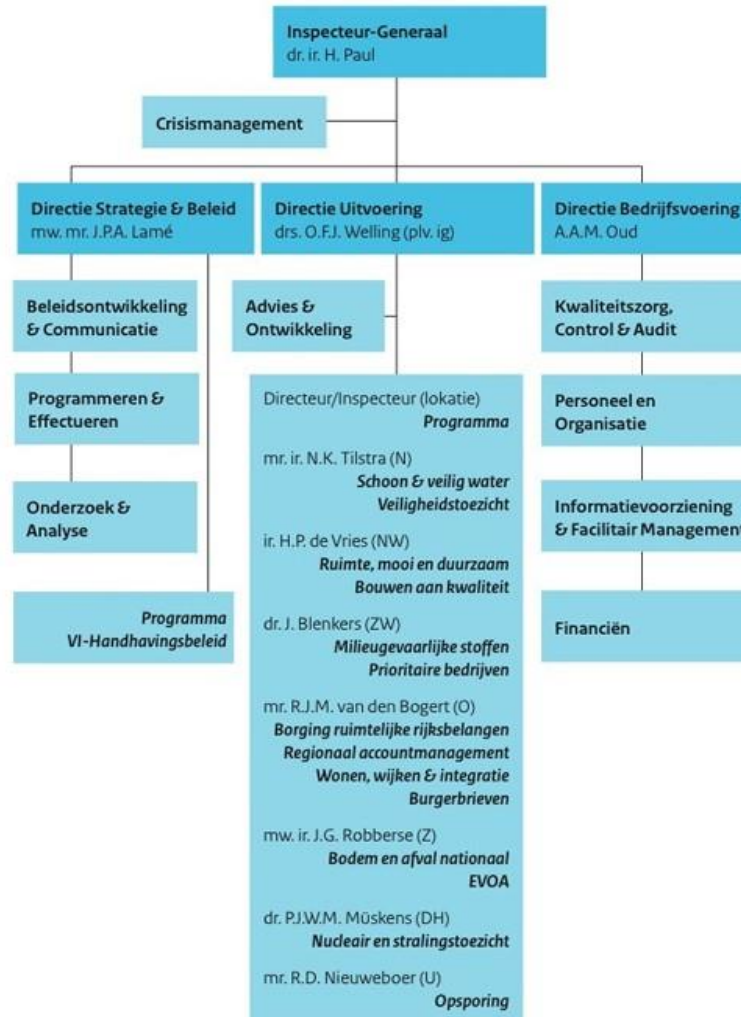 Inspecteur-Generaal
dr. ir. H. Paul
Crisismanagement
Directie Strategie & Beleid
mw. mr. J.P.A. Lamé
Directie Uitvoering
drs. O.F.J. Welling (plv. ig)
Directie Bedrijfsvoering
A.A.M. Oud
Beleidsontwikkeling
& Communicatie
Programmeren &
Effectueren
Onderzoek &
Analyse
Programma
VI-Handhavingsbeleid
Advies &
Ontwikkeling
Directeur/Inspecteur (lokatie)
Programma
mr. ir. N.K. Tilstra (N)
Schoon & veilig water
Veiligheidstoezicht
ir. H.P. de Vries (NW)
Ruimte, mooi en duurzaam
Bouwen aan kwaliteit
dr. J. Blenkers (ZW)
Milieugevaarlijke stoffen
Prioritaire bedrijven
mr. R.J.M. van den Bogert (O)
Borging ruimtelijke rijksbelangen
Regionaal accountmanagement
Wonen, wijken & integratie
Burgerbrieven
mw. ir. J.G. Robberse (Z)
Bodem en afval nationaal
EVOA
dr. P.J.W.M. Müskens (DH)
Nucleair en stralingstoezicht
mr. R.D. Nieuweboer (U)
Opsporing
Kwaliteitszorg,
Control & Audit
Personeel en
Organisatie
Informatievoorziening
& Facilitair Management
Financiën